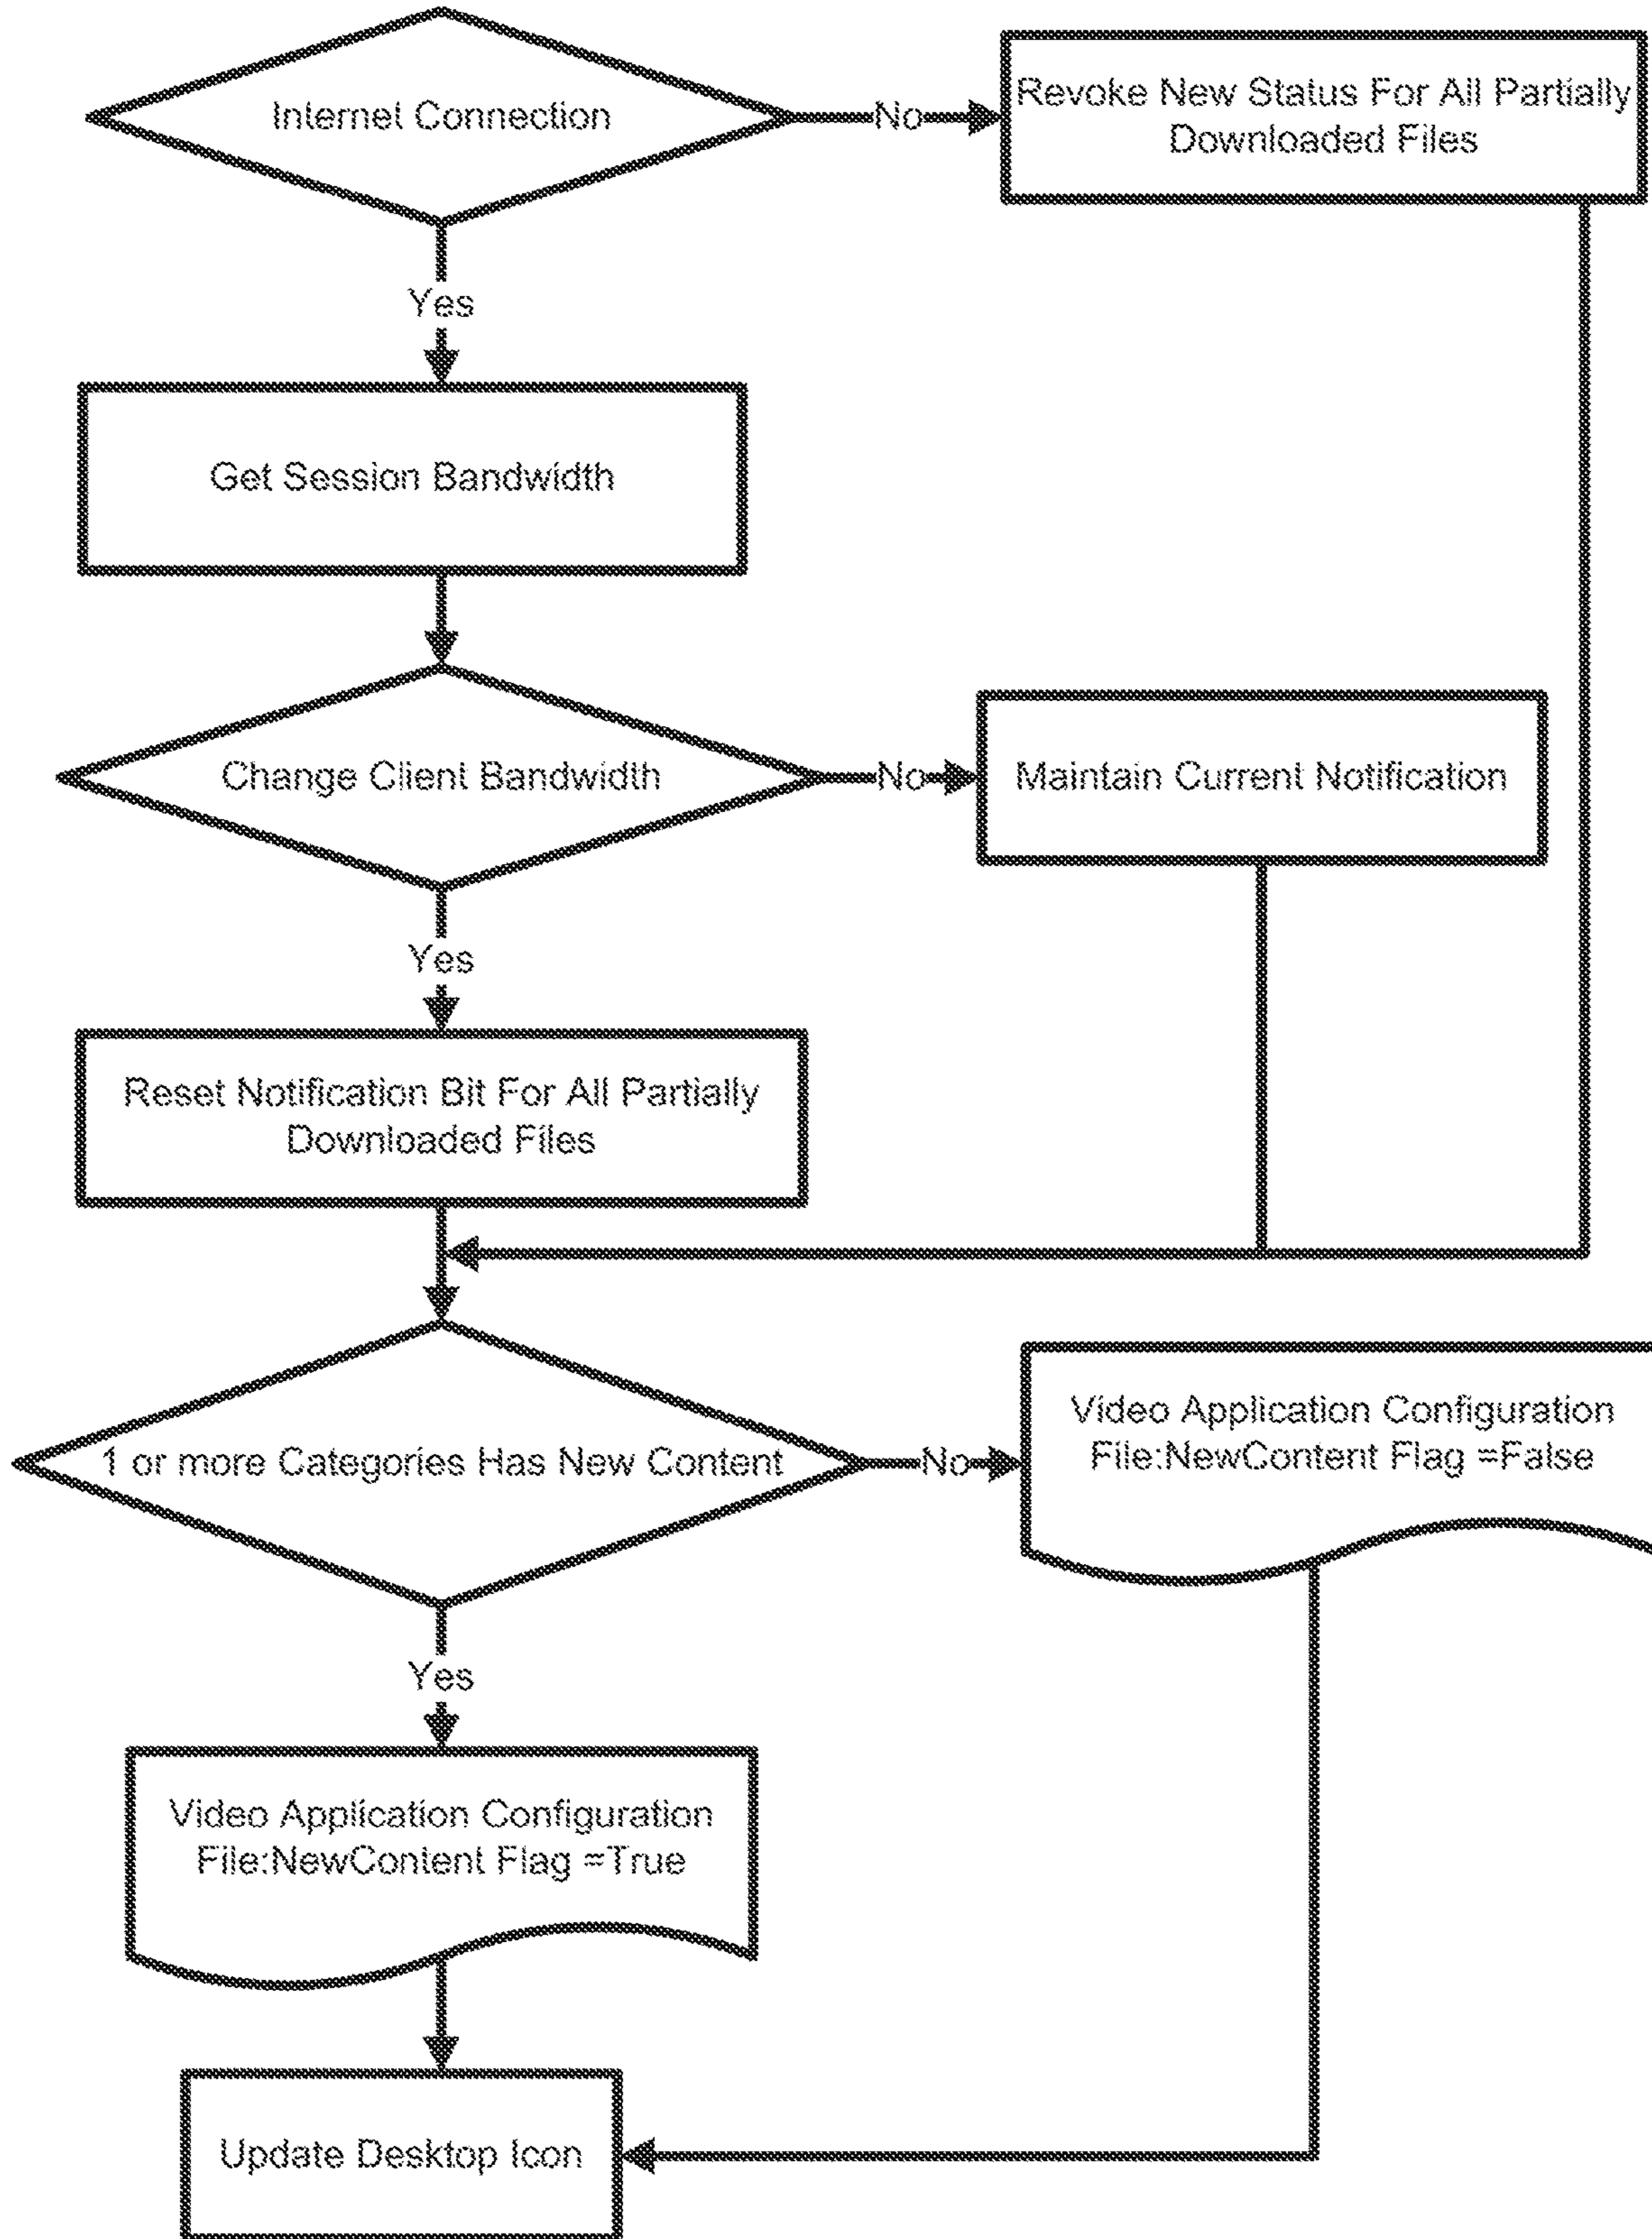 Internet Connection
No
Revoke New Status For All Partially
Downloaded Files
Yes
Get Session Bandwidth
Change Client Bandwidth
No
Maintain Current Notification
Yes
Reset Notification Bit For All Partially
Downloaded Files
1 or more Categories Has New Content
No
Video Application Configuration
File:NewContent Flag =False
Yes
Video Application Configuration
File:NewContent Flag =True
Update Desktop Icon